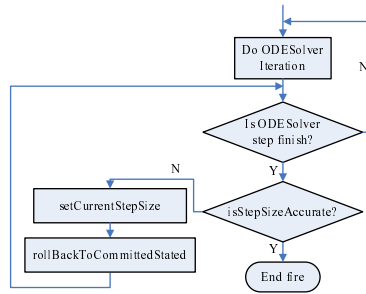 Do ODESolver
Iteration
N
Is ODESolver
step finish?
Y
N
setCurrentStepSize
isStepSizeAccurate?
rollBackToCommittedStated
Y
End fire